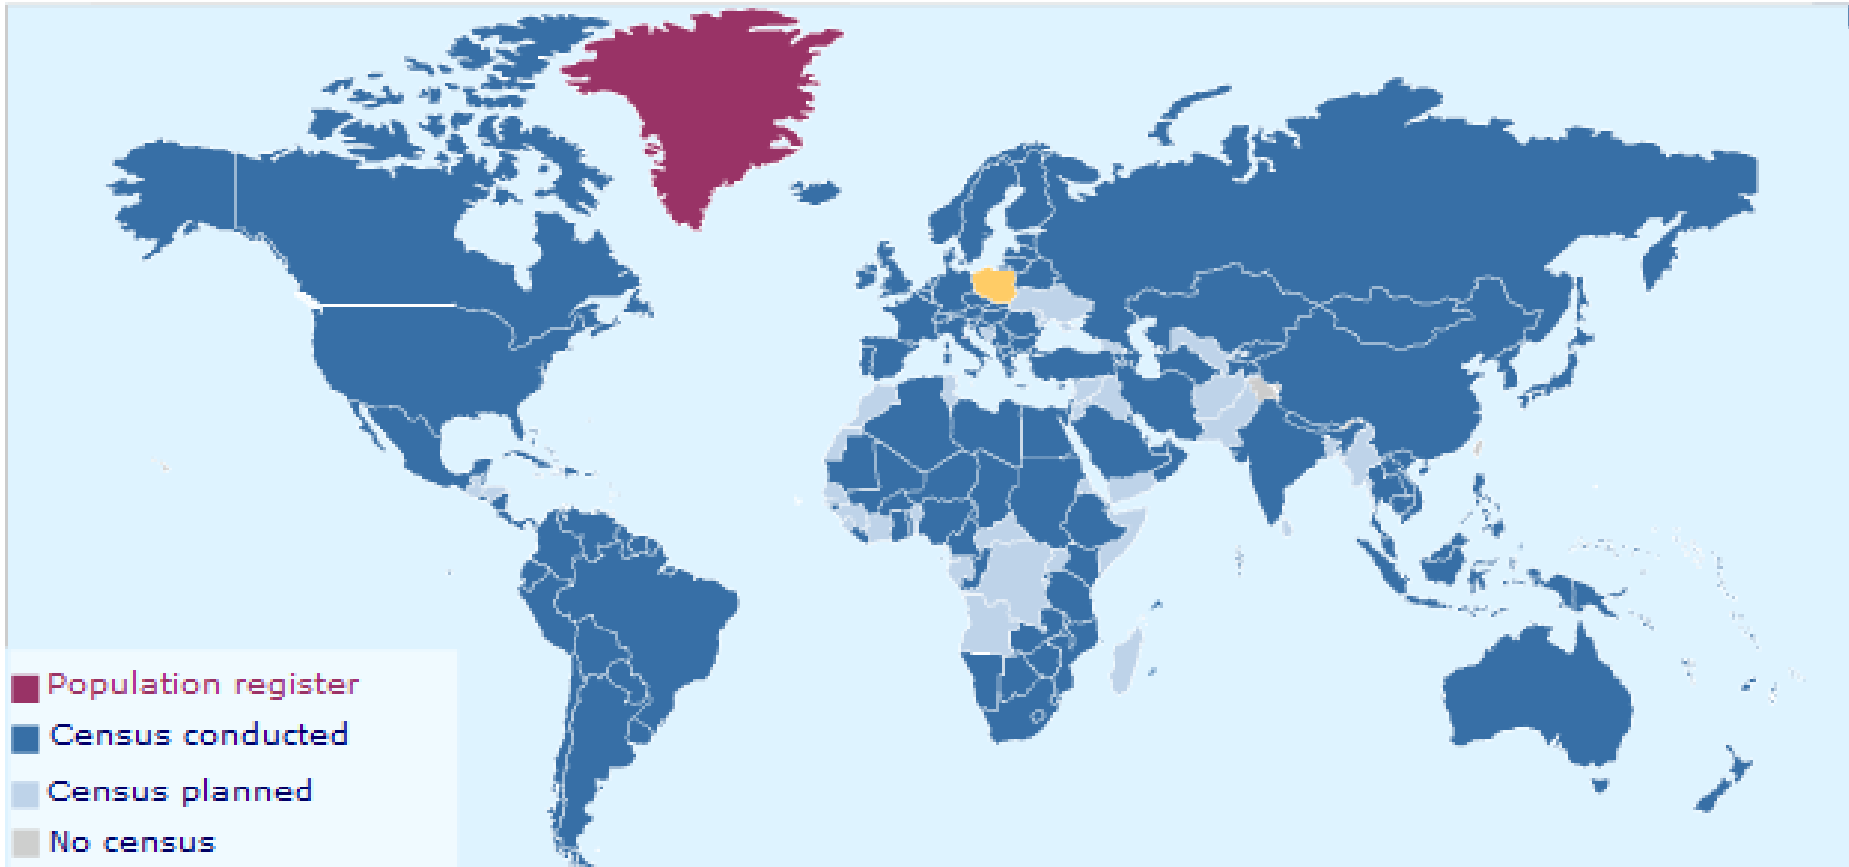 Population register
Census conducted
Census planned
No census